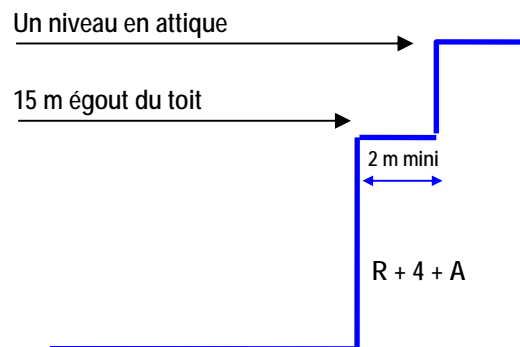 Un niveau en attique
15 m égout du toit
2 m mini
R + 4 + A